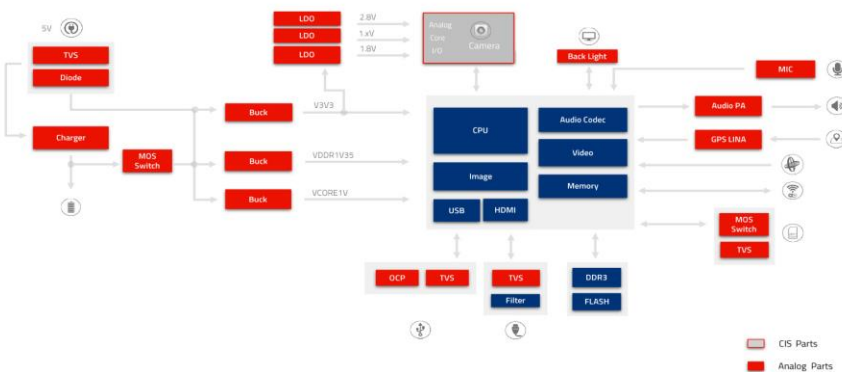 5V
TVS
Diode
Charger
MOS
Switch
LDO
LDO
LDO
2.8V
1.xV
1.8V
Analog
Core
I/O
Camera
Back Light
MIC
Buck
V3V3
Buck
VDDR1V35
Buck
VCORE1V
CPU
Image
USB
HDMI
Audio Codec
Video
Memory
Audio PA
GPS LINA
MOS
Switch
TVS
OCP
TVS
TVS
Filter
DDR3
FLASH
CIS Parts
Analog Parts